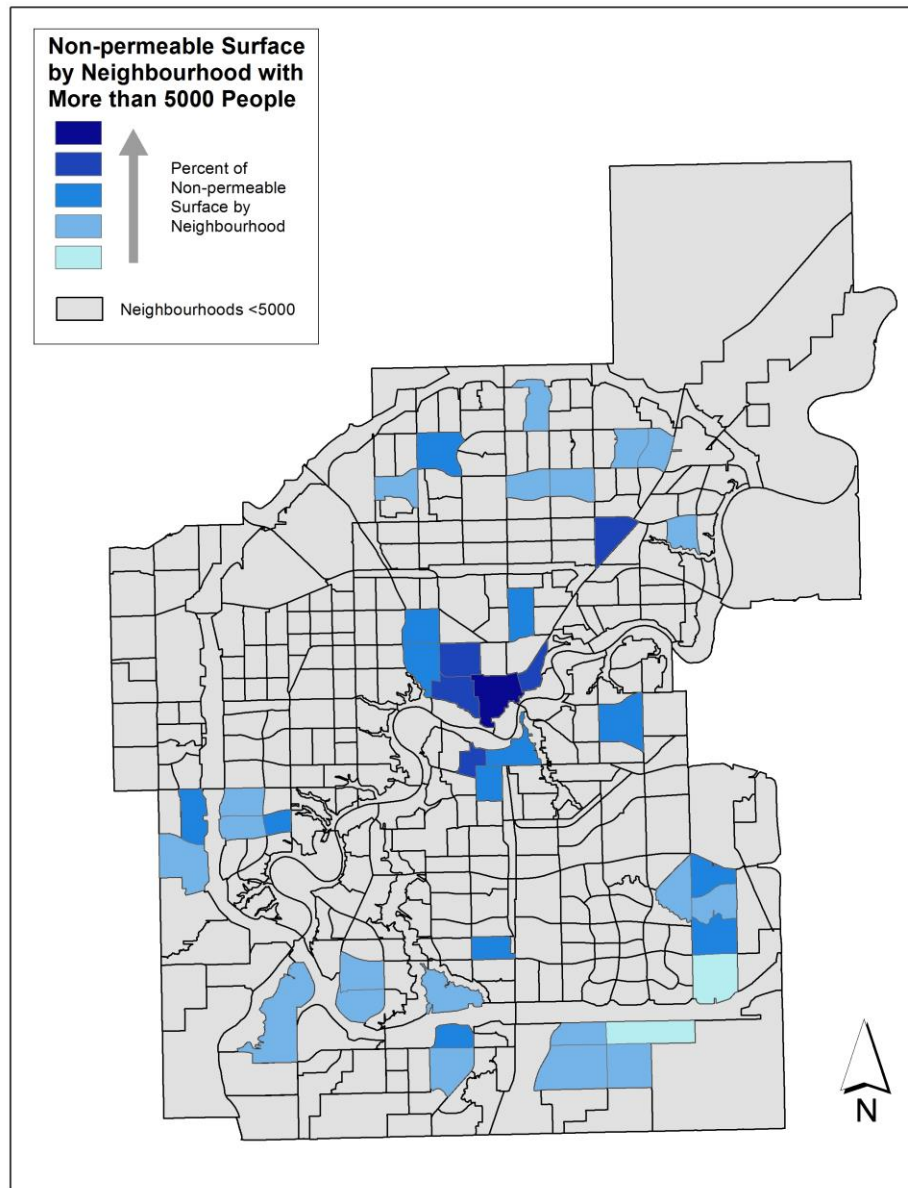 Non-permeable Surface
by Neighbourhood with
More than 5000 People
Percent of
Non-permeable
Surface by
Neighbourhood
Neighbourhoods <5000
N